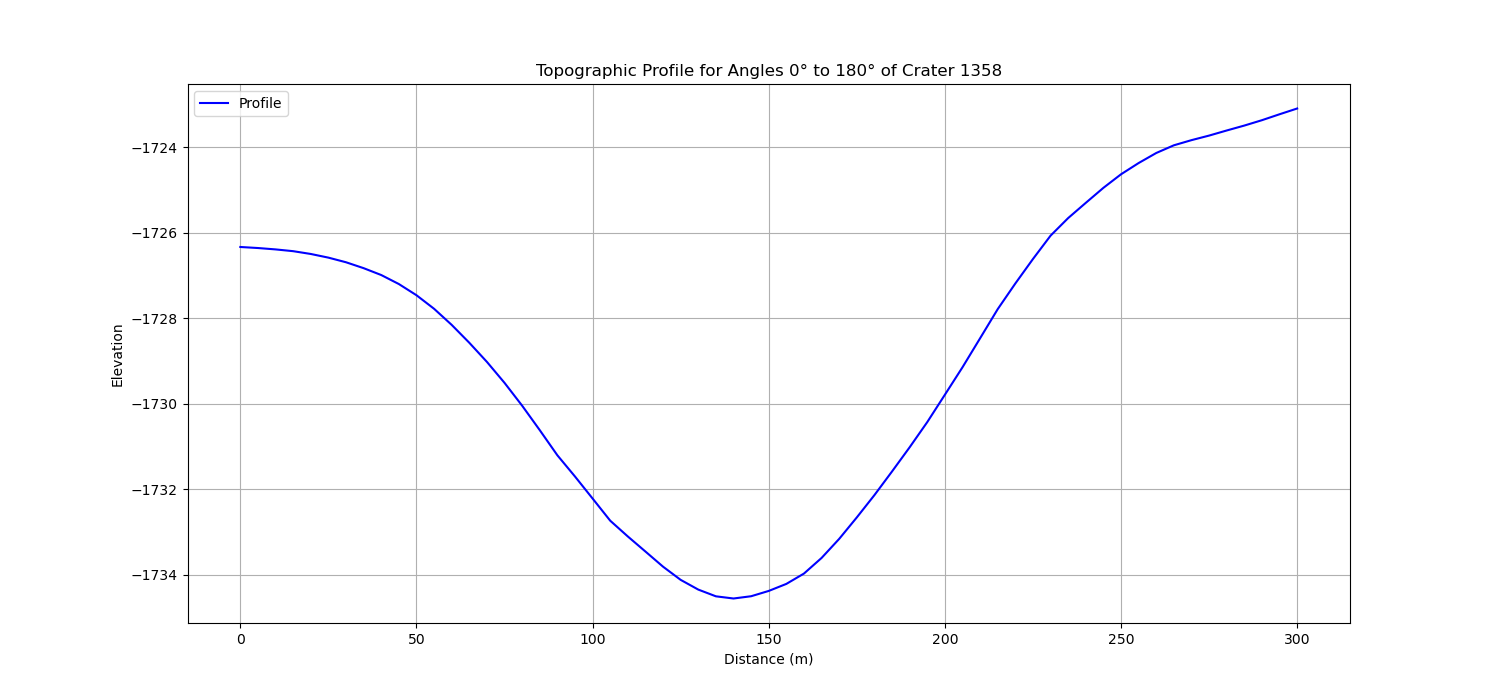 Topographic Profile for Angles 0° to 180° of Crater 1358
Profile
−1724
−1726
−1728
−1730
−1732
−1734
Elevation
0 50 100 150 200 250 300
Distance (m)